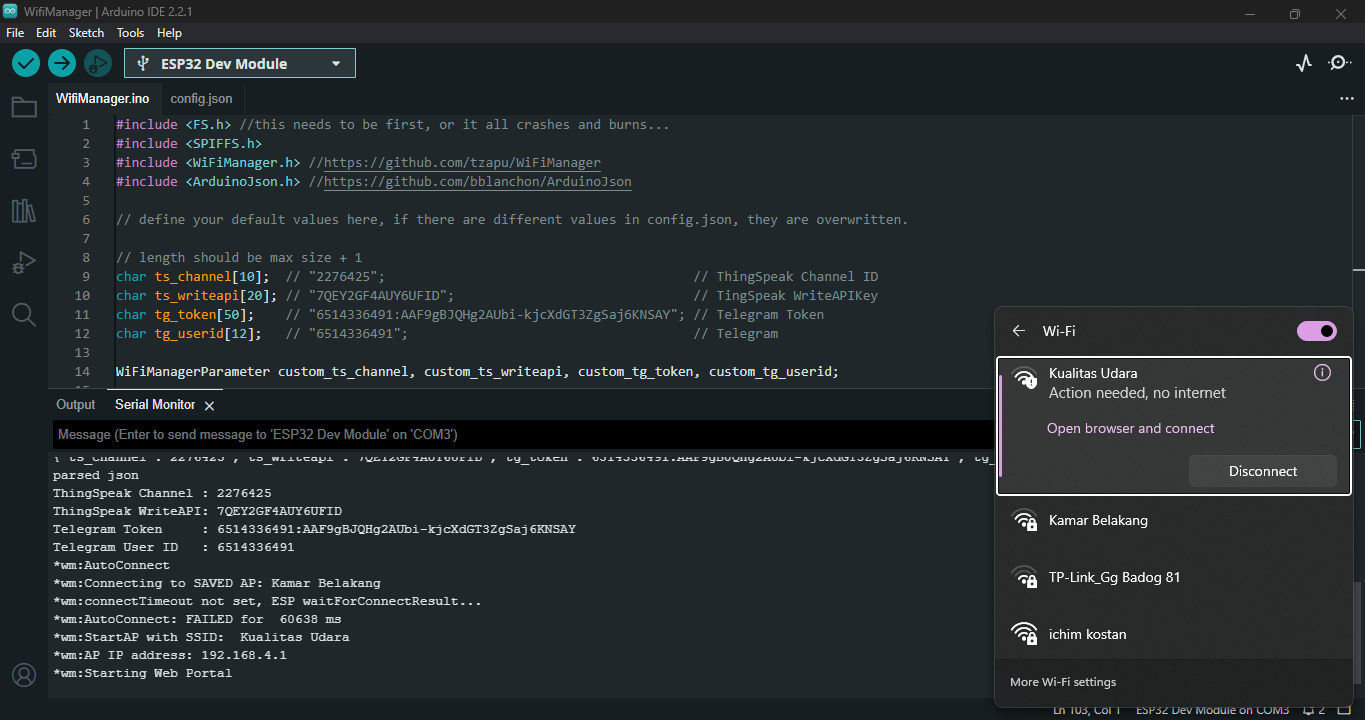 WifiManager | Arduino IDE 2.2.1
File Edit Sketch Tools Help
ESP32 Dev Module
WifiManager.ino config.json
1 #include <FS.h> //this needs to be first, or it all crashes and burns...
2 #include <SPIFFS.h>
3 #include <WiFiManager.h> //https://github.com/tzapu/WiFiManager
4 #include <ArduinoJson.h> //https://github.com/bblanchon/ArduinoJson
5
6 // define your default values here, if there are different values in config.json, they are overwritten.
7
8 // length should be max size + 1
9 char ts_channel[10]; // "2276425"; // ThingSpeak Channel ID
10 char ts_writeapi[20]; // "7QEY2GF4AUY6UFID"; // TingSpeak WriteAPIKey
11 char tg_token[50]; // "6514336491:AAF9gBJQHg2AUbi-kjcXdGT3ZgSaj6KNSAY"; // Telegram Token
12 char tg_userid[12]; // "6514336491"; // Telegram
13
14 WiFiManagerParameter custom_ts_channel, custom_ts_writeapi, custom_tg_token, custom_tg_userid;
Output Serial Monitor
Message (Enter to send message to 'ESP32 Dev Module' on 'COM3')
parsed json
ThingSpeak Channel : 2276425
ThingSpeak WriteAPI: 7QEY2GF4AUY6UFID
Telegram Token : 6514336491:AAF9gBJQHg2AUbi-kjcXdGT3ZgSaj6KNSAY
Telegram User ID : 6514336491
*wm:AutoConnect
*wm:Connecting to SAVED AP: Kamar Belakang
*wm:connectTimeout not set, ESP waitForConnectResult...
*wm:AutoConnect: FAILED for 60638 ms
*wm:StartAP with SSID: Kualitas Udara
*wm:AP IP address: 192.168.4.1
*wm:Starting Web Portal
Wi-Fi
Kualitas Udara
Action needed, no internet
Open browser and connect
Disconnect
Kamar Belakang
TP-Link_Gg Badog 81
ichim kostan
More Wi-Fi settings
Ln 103, Col 1 ESP32 Dev Module on COM3 2